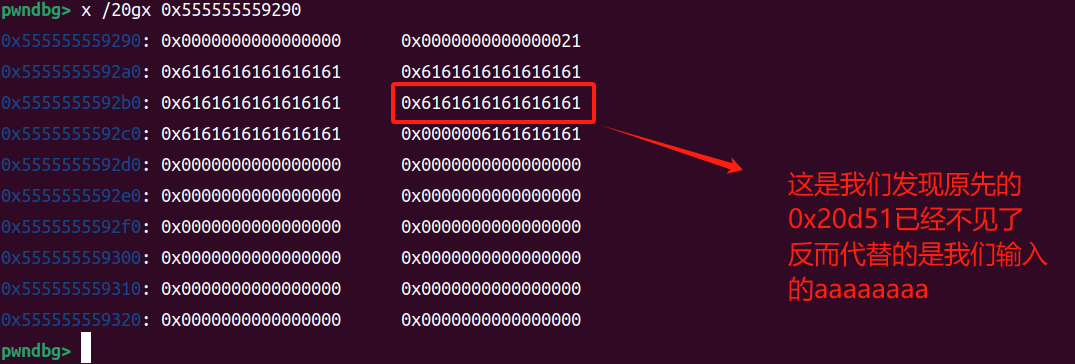 pwndbg> x /20gx 0x555555559290
0x555555559290: 0x0000000000000000 0x0000000000000021
0x5555555592a0: 0x6161616161616161 0x6161616161616161
0x5555555592b0: 0x6161616161616161 0x6161616161616161
0x5555555592c0: 0x6161616161616161 0x0000006161616161
0x5555555592d0: 0x0000000000000000 0x0000000000000000
0x5555555592e0: 0x0000000000000000 0x0000000000000000
0x5555555592f0: 0x0000000000000000 0x0000000000000000
0x555555559300: 0x0000000000000000 0x0000000000000000
0x555555559310: 0x0000000000000000 0x0000000000000000
0x555555559320: 0x0000000000000000 0x0000000000000000
pwndbg>
这是我们发现原先的
0x20d51已经不见了
反而代替的是我们输入
的aaaaaaaa